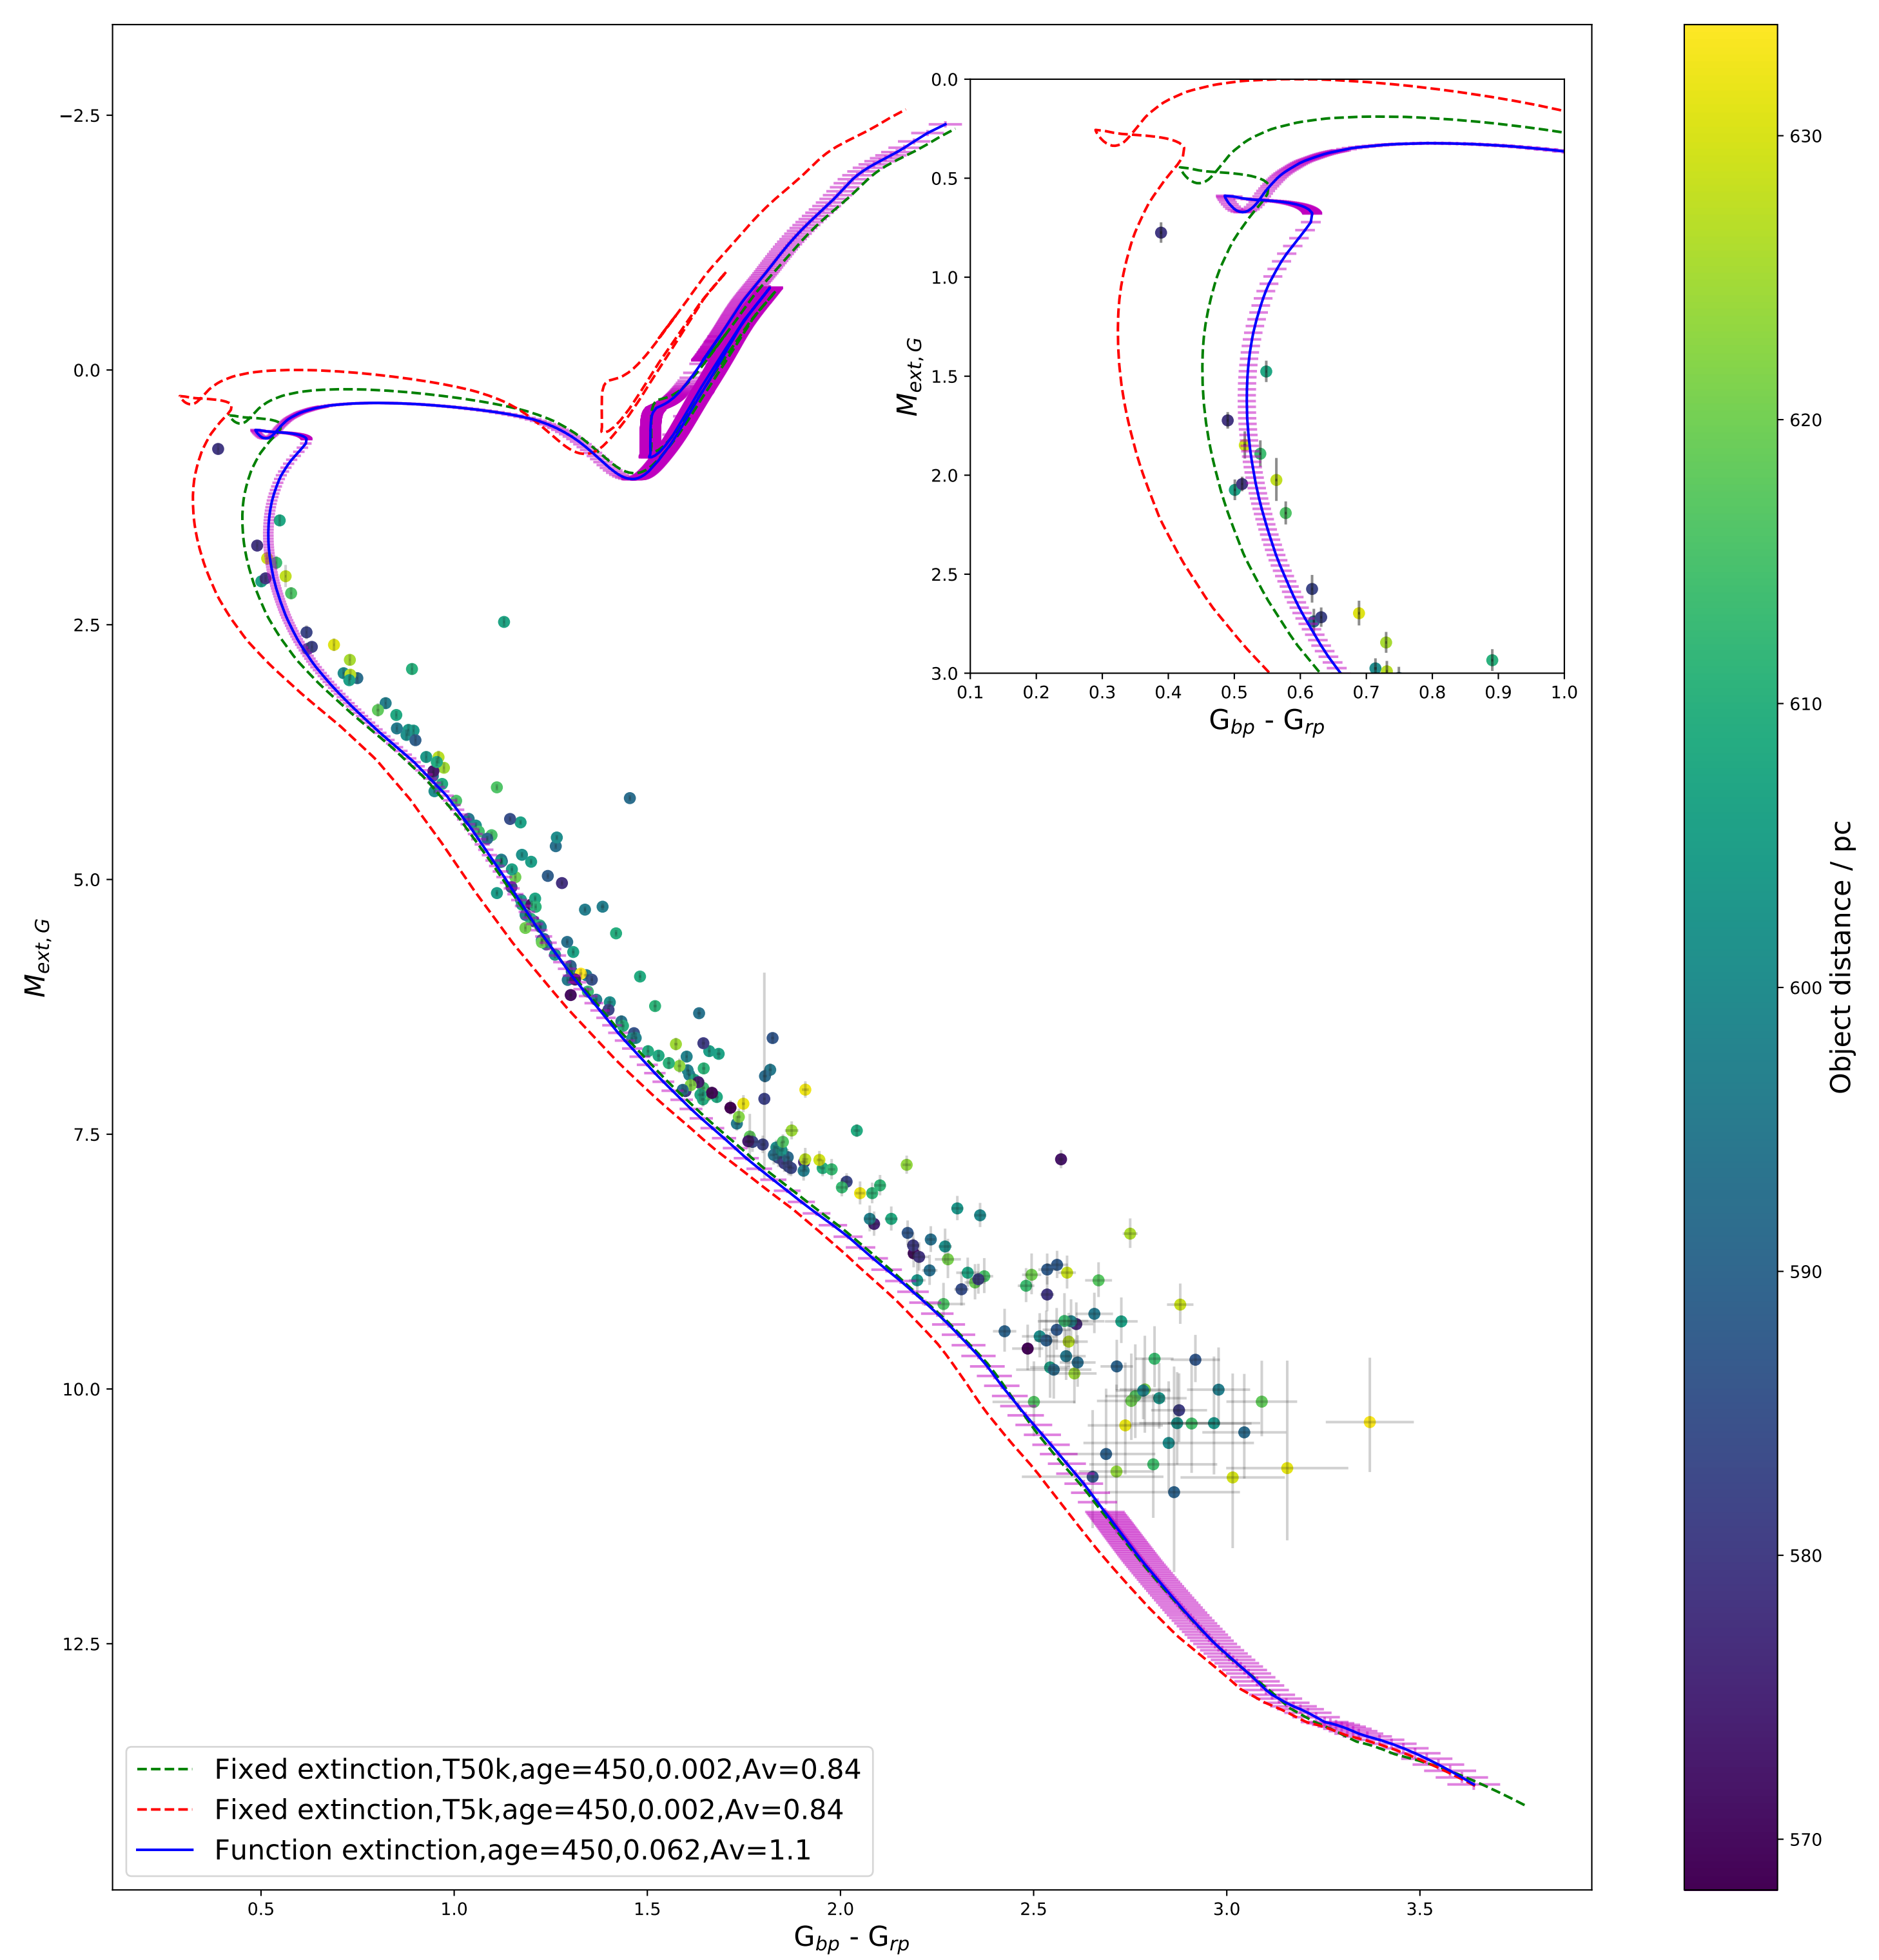 −2.5
0.0
2.5
5.0
7.5
10.0
12.5
M_ext,G
0.5 1.0 1.5 2.0 2.5 3.0 3.5
G_bp - G_rp
0.0
0.5
1.0
1.5
2.0
2.5
3.0
M_ext,G
0.1 0.2 0.3 0.4 0.5 0.6 0.7 0.8 0.9 1.0
G_bp - G_rp
Fixed extinction,T50k,age=450,0.002,Av=0.84
Fixed extinction,T5k,age=450,0.002,Av=0.84
Function extinction,age=450,0.062,Av=1.1
630
620
610
600
590
580
570
Object distance / pc